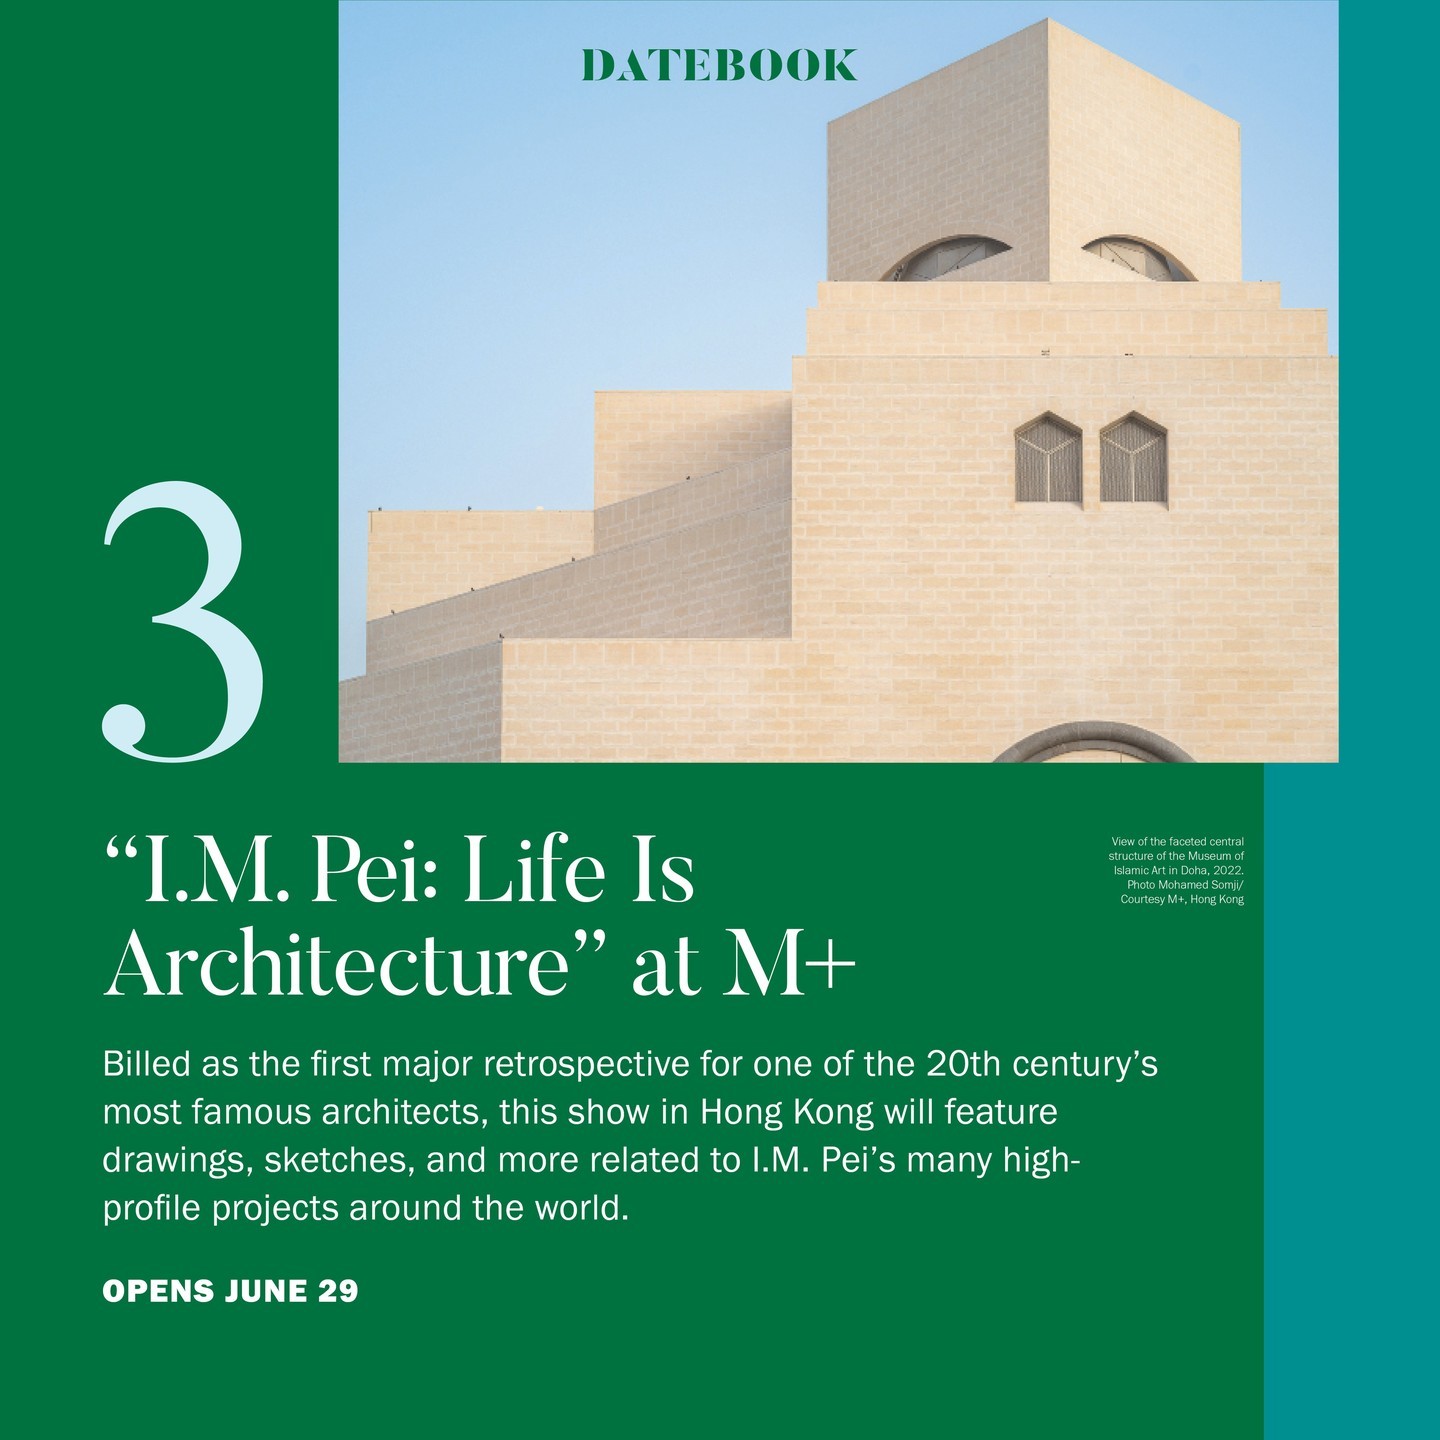 DATEBOOK
3
“I.M. Pei: Life Is
Architecture” at M+
View of the faceted central
structure of the Museum of
Islamic Art in Doha, 2022.
Photo Mohamed Somji/
Courtesy M+, Hong Kong
Billed as the first major retrospective for one of the 20th century’s
most famous architects, this show in Hong Kong will feature
drawings, sketches, and more related to I.M. Pei’s many high-
profile projects around the world.
OPENS JUNE 29